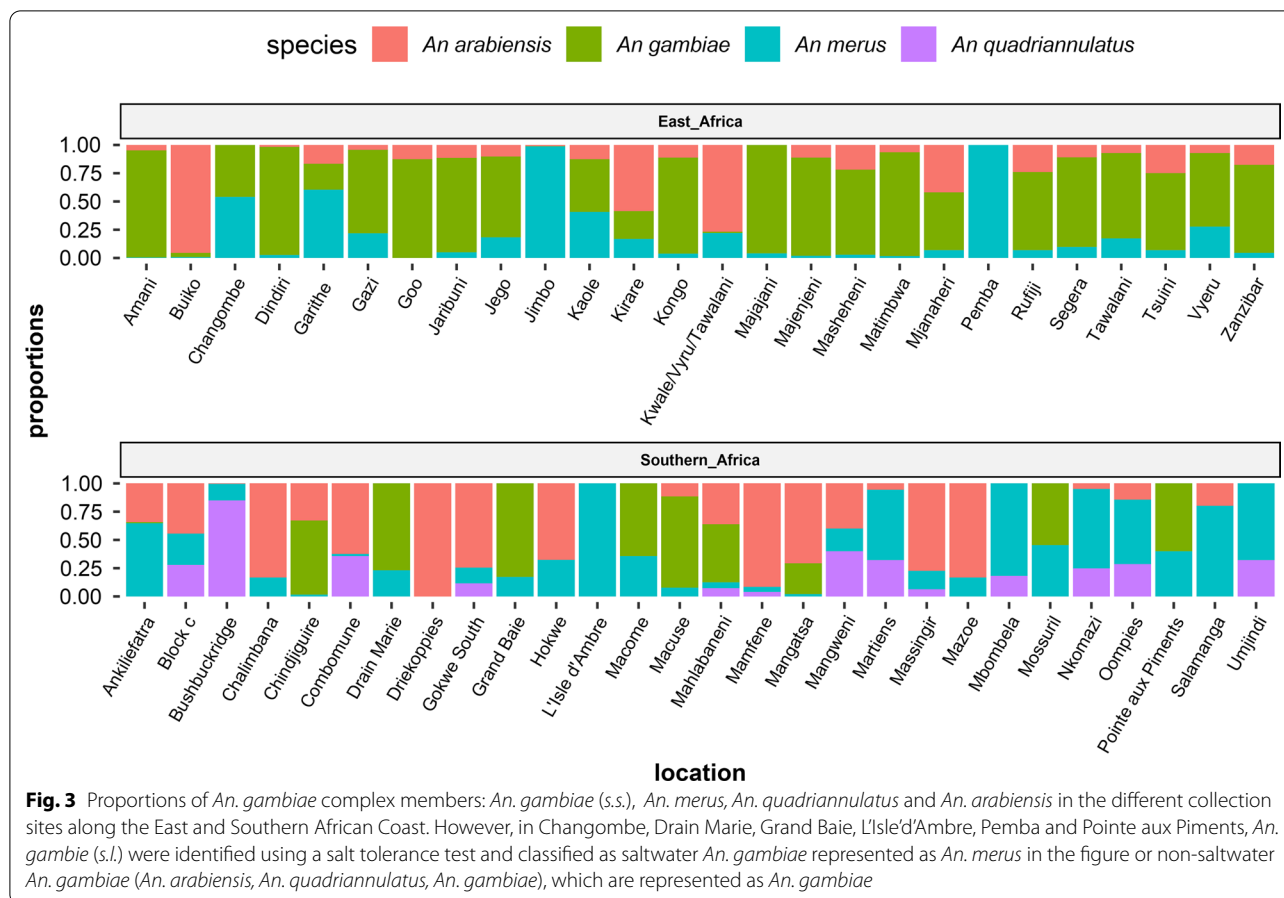 species An arabiensis An gambiae An merus An quadriannulatus
East_Africa
1.00
0.75
0.50
0.25
0.00
Amani
Buiko
Changombe
Dindiri
Garithe
Gazi
Goo
Jaribuni
Jego
Jimbo
Kaole
Kirare
Kongo
Kwale/Vyru/Tawalani
Majajani
Majenjeni
Masheheni
Matimbwa
Mjanaheri
Pemba
Rufiji
Segera
Tawalani
Tsuini
Vyeru
Zanzibar
proportions
Southern_Africa
1.00
0.75
0.50
0.25
0.00
Ankiliefatra
Block c
Bushbuckridge
Chalimbana
Chindjiguire
Combomune
Drain Marie
Driekoppies
Gokwe South
Grand Baie
Hokwe
L'Isle d'Ambre
Macome
Macuse
Mahlabaneni
Mamfene
Mangatsa
Mangweni
Martiens
Massingir
Mazoe
Mbombela
Mossuril
Nkomazi
Oompies
Pointe aux Piments
Salamanga
Umjindi
location
Fig. 3 Proportions of An. gambiae complex members: An. gambiae (s.s.), An. merus, An. quadriannulatus and An. arabiensis in the different collection
sites along the East and Southern African Coast. However, in Changombe, Drain Marie, Grand Baie, L'Isle'd'Ambre, Pemba and Pointe aux Piments, An.
gambie (s.l.) were identified using a salt tolerance test and classified as saltwater An. gambiae represented as An. merus in the figure or non-saltwater
An. gambiae (An. arabiensis, An. quadriannulatus, An. gambiae), which are represented as An. gambiae